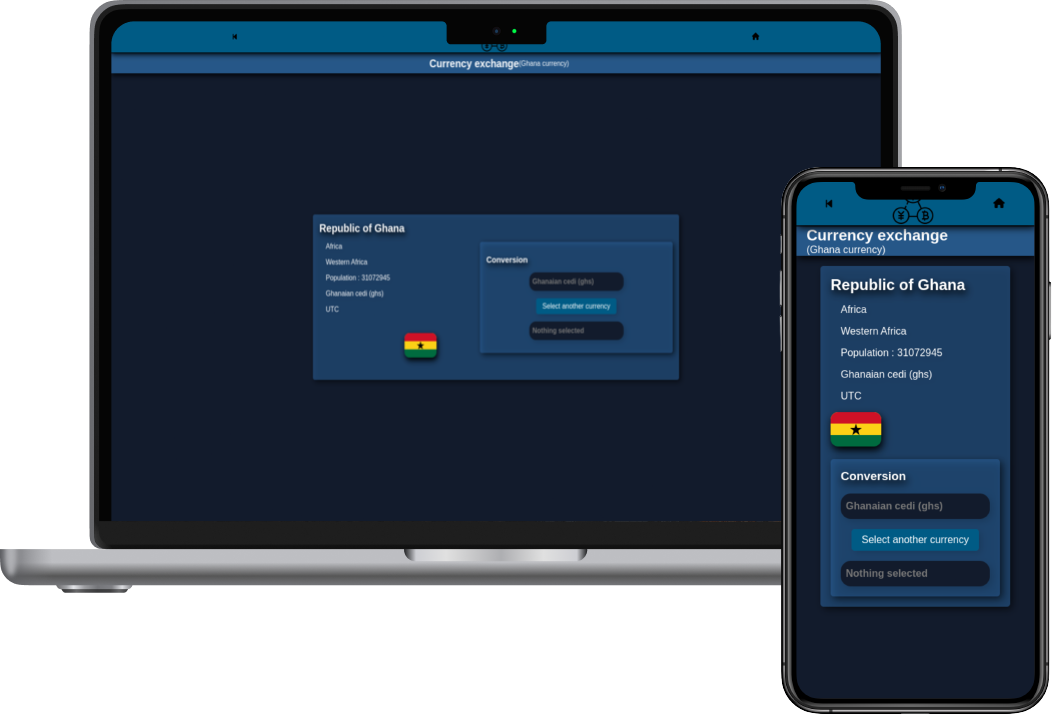 Currency exchange(Ghana currency)
Republic of Ghana
Africa
Western Africa
Population : 31072945
Ghanaian cedi (ghs)
UTC
Conversion
Ghanaian cedi (ghs)
Select another currency
Nothing selected
¥ ₿
Currency exchange
(Ghana currency)
Republic of Ghana
Africa
Western Africa
Population : 31072945
Ghanaian cedi (ghs)
UTC
Conversion
Ghanaian cedi (ghs)
Select another currency
Nothing selected